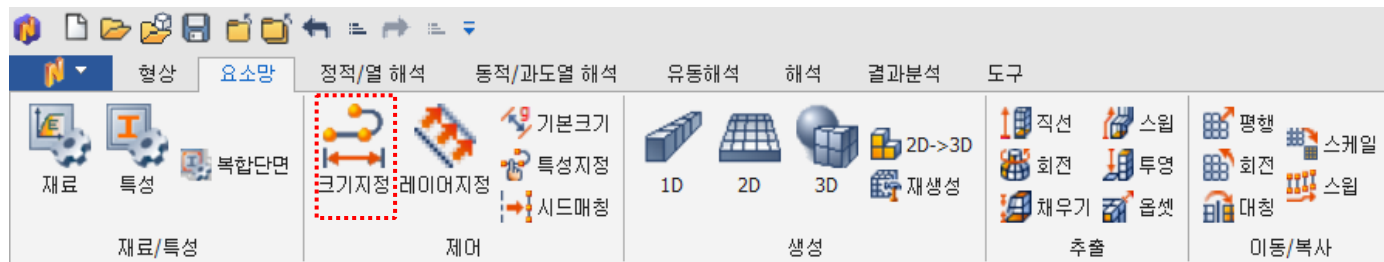 형상 요소망 정적/열 해석 동적/과도열 해석 유동해석 해석 결과분석 도구
재료 특성 복합단면
재료/특성
크기지정 레이어지정 기본크기
특성지정
시드매칭
제어
1D 2D 3D 2D->3D
재생성
생성
직선 스윕
회전 투영
채우기 옵셋
추출
평행 스케일
회전 스윕
대칭
이동/복사